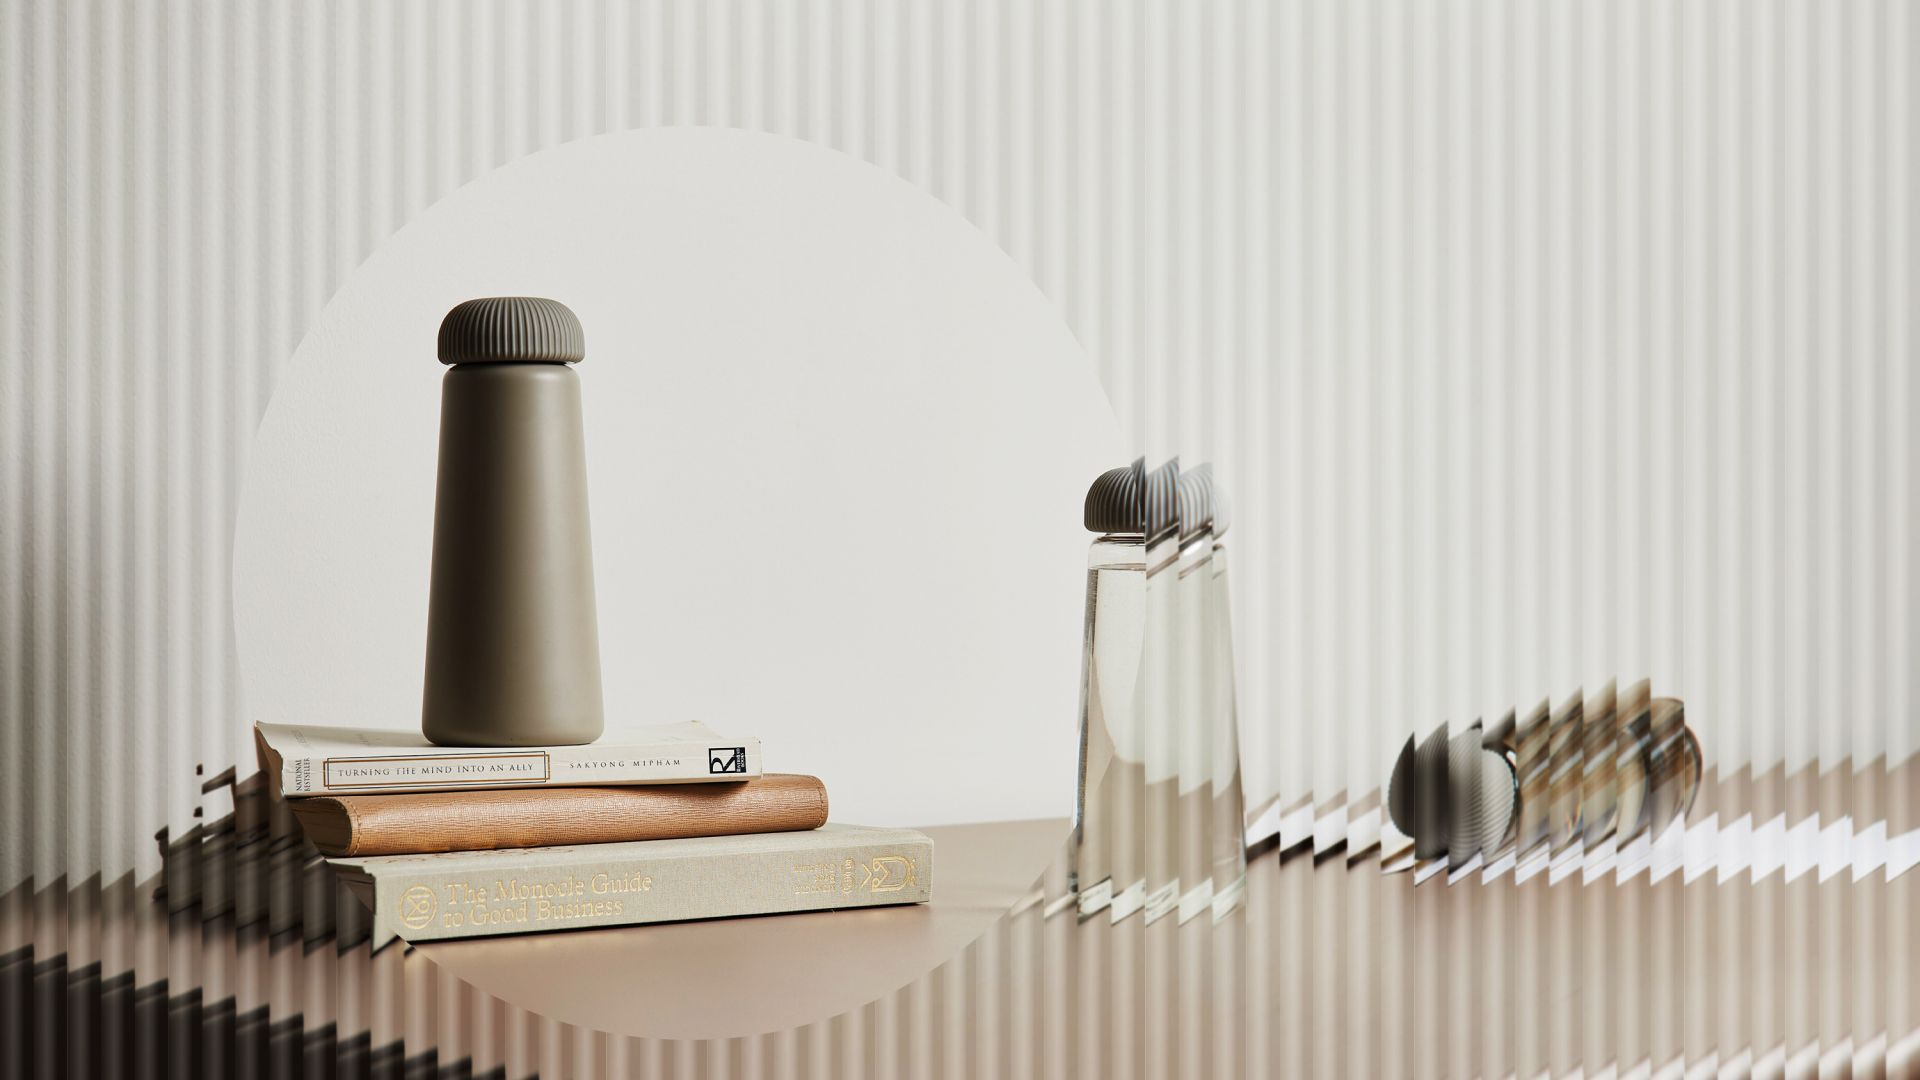 NATIONAL
BESTSELLER
TURNING THE MIND INTO AN ALLY
SAKYONG MIPHAM
The Monocle Guide
to Good Business